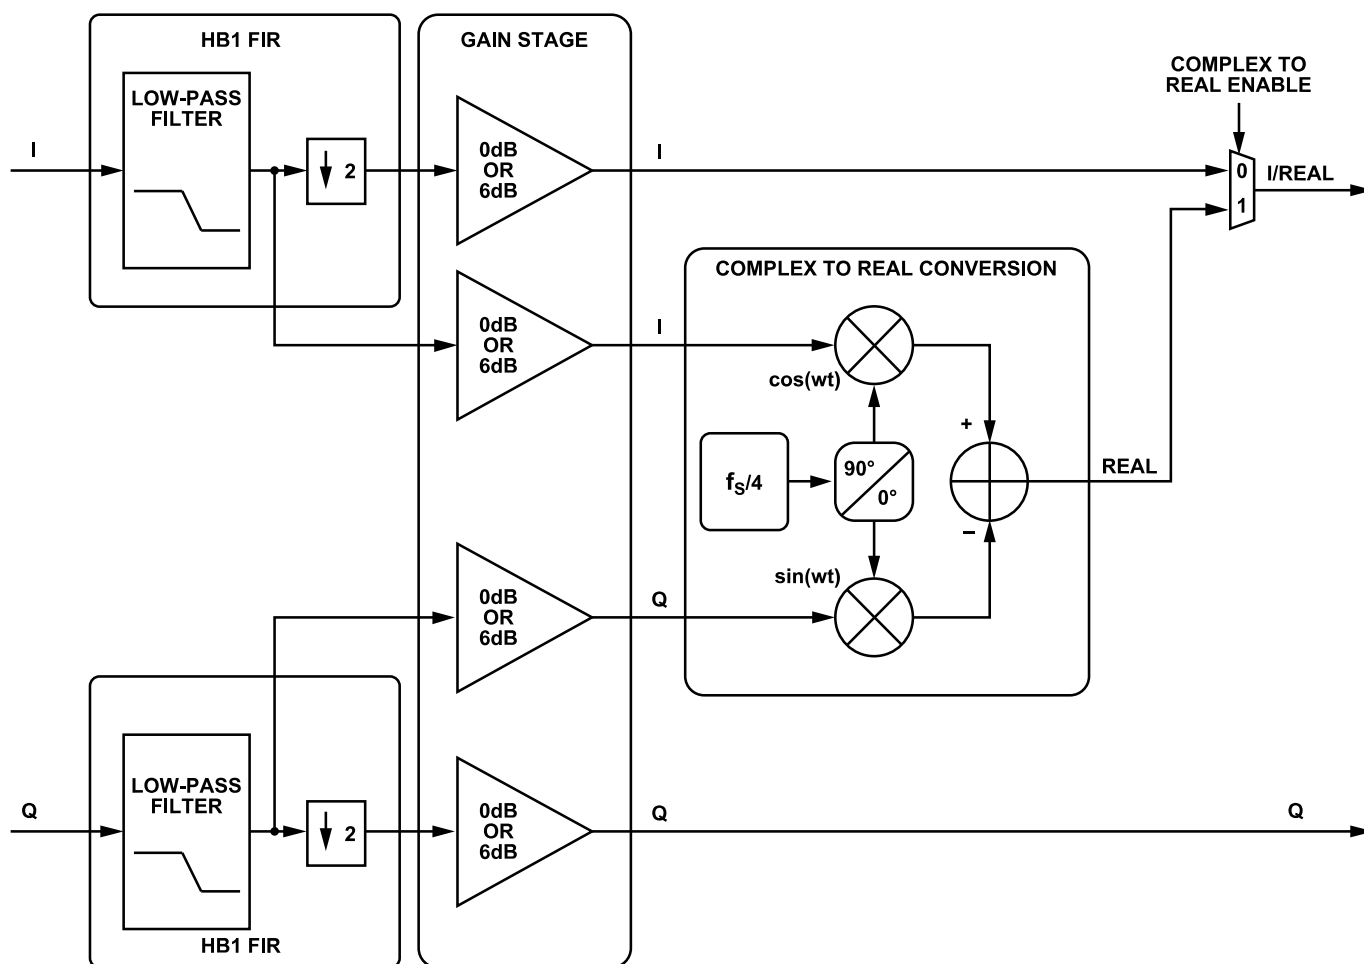 HB1 FIR
GAIN STAGE
LOW-PASS
FILTER
I
2
0dB
OR
6dB
I
COMPLEX TO
REAL ENABLE
0
1
I/REAL
0dB
OR
6dB
I
COMPLEX TO REAL CONVERSION
cos(wt)
+
fS/4
90°
0°
REAL
–
sin(wt)
0dB
OR
6dB
Q
LOW-PASS
FILTER
Q
2
0dB
OR
6dB
Q
Q
HB1 FIR